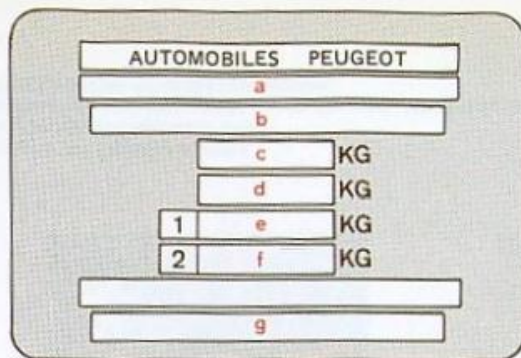 AUTOMOBILES PEUGEOT
a
b
c KG
d KG
1 e KG
2 f KG
g